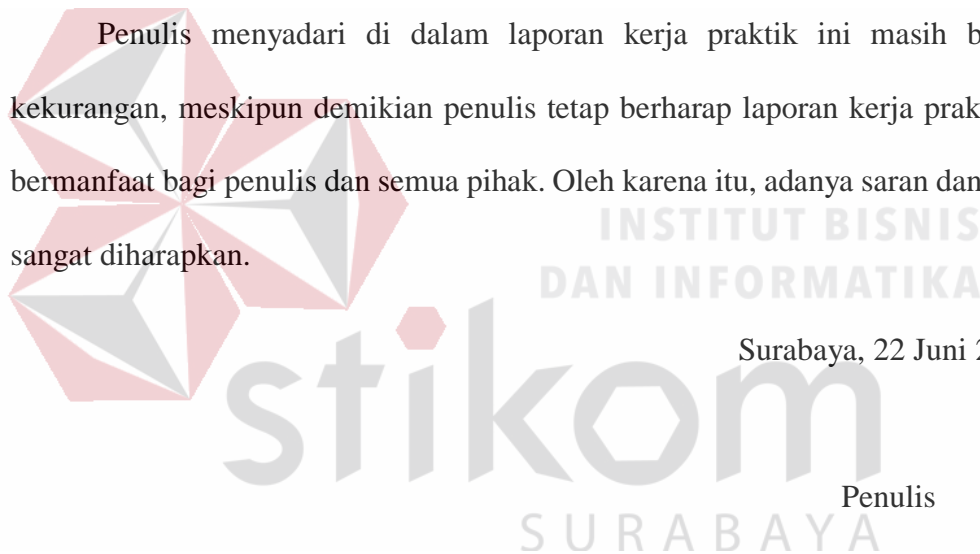 Penulis menyadari di dalam laporan kerja praktik ini masih b
kekurangan, meskipun demikian penulis tetap berharap laporan kerja prak
bermanfaat bagi penulis dan semua pihak. Oleh karena itu, adanya saran dan
INSTITUT BISNIS
sangat diharapkan.
DAN INFORMATIKA
Surabaya, 22 Juni 2
stikom
Penulis
SURABAYA